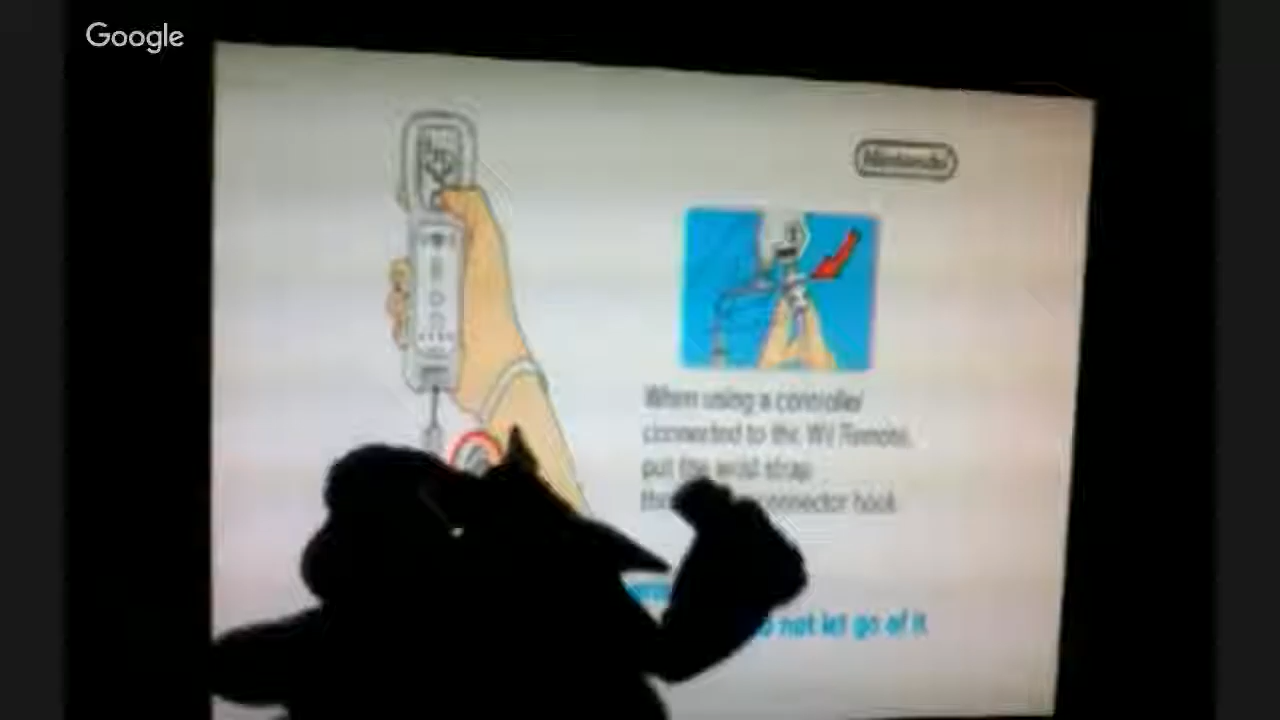 Google
Nintendo
When using a controller
connected to the Wii Remote,
put the wrist strap
connector hook.
not let go of it